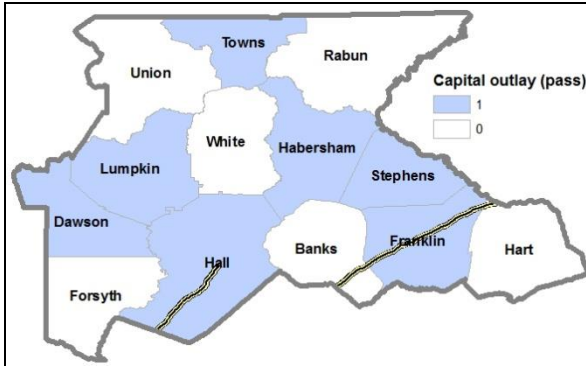 Towns
Rabun
Union
Capital outlay (pass)
1
0
White
Habersham
Lumpkin
Stephens
Dawson
Franklin
Banks
Hart
Hall
Forsyth